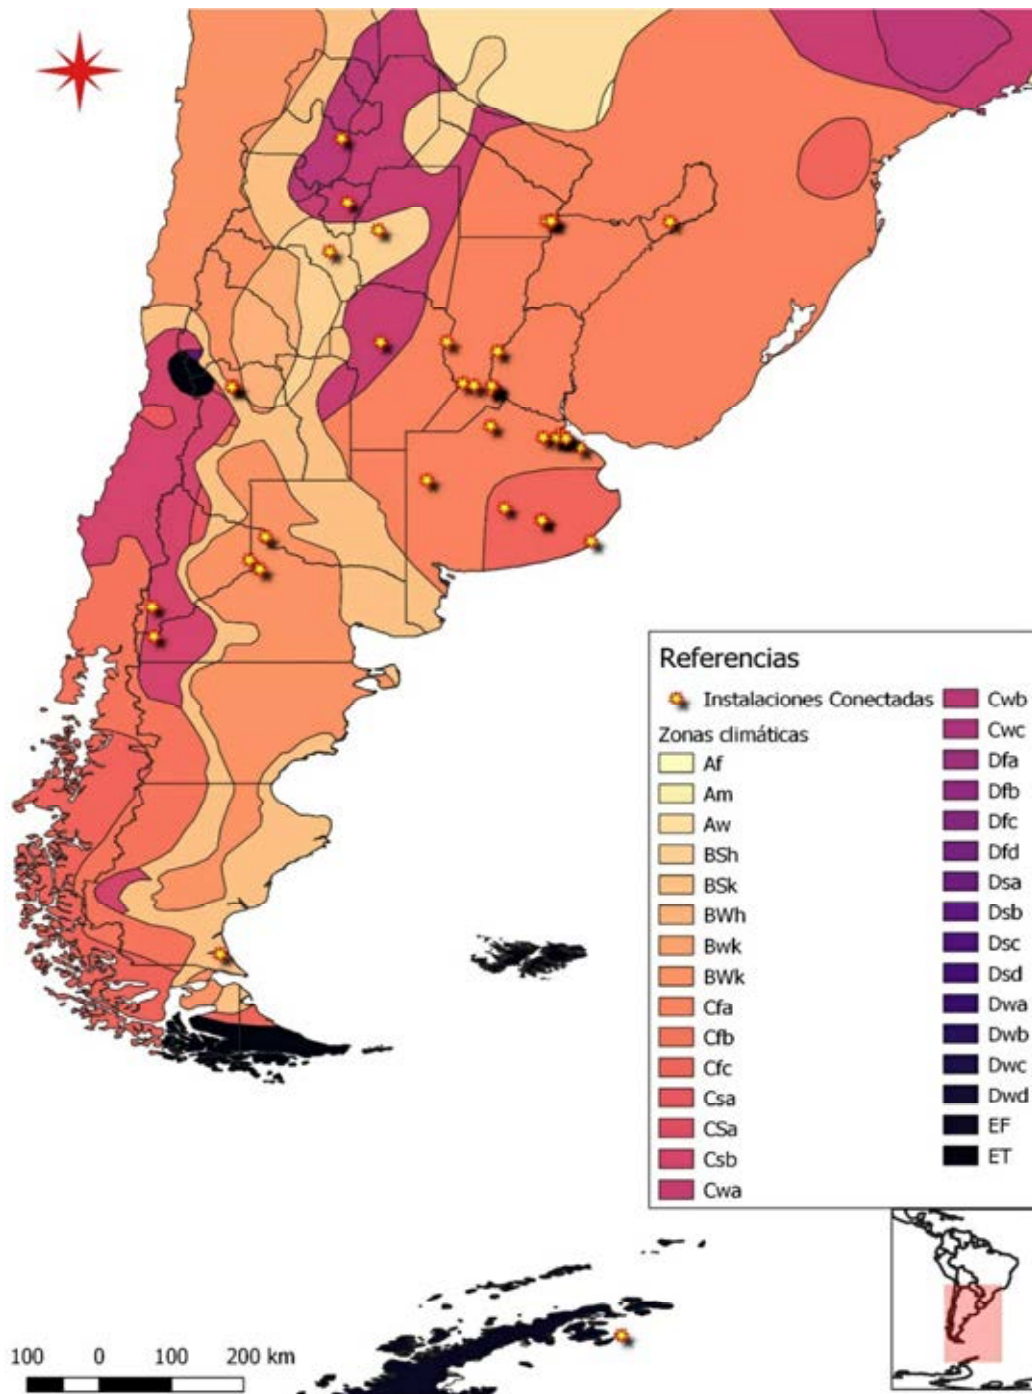 Referencias
Instalaciones Conectadas
Zonas climáticas
Af
Am
Aw
BSh
BSk
BWh
Bwk
BWk
Cfa
Cfb
Cfc
Csa
CSa
Csb
Cwa
Cwb
Cwc
Dfa
Dfb
Dfc
Dfd
Dsa
Dsb
Dsc
Dsd
Dwa
Dwb
Dwc
Dwd
EF
ET
100 0 100 200 km